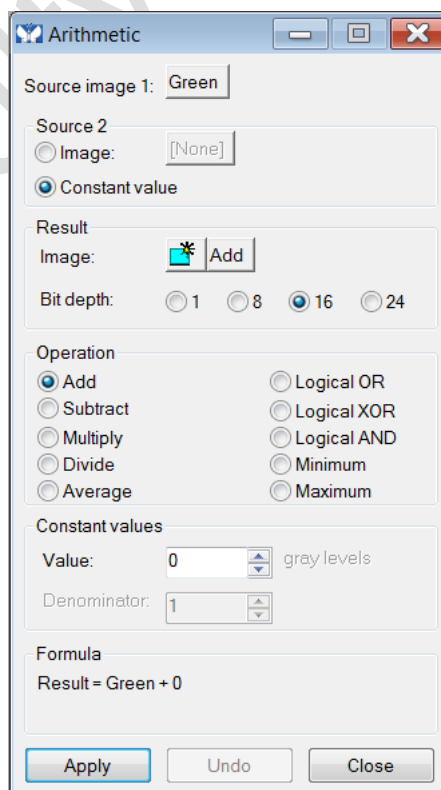 Arithmetic
Source image 1: Green
Source 2
Image: [None]
Constant value
Result
Image: Add
Bit depth: 1 8 16 24
Operation
Add Logical OR
Subtract Logical XOR
Multiply Logical AND
Divide Minimum
Average Maximum
Constant values
Value: 0 gray levels
Denominator: 1
Formula
Result = Green + 0
Apply Undo Close